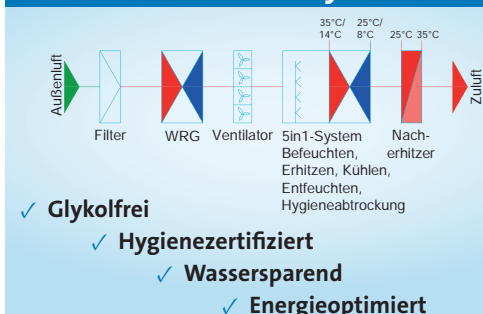 35°C/ 25°C/
14°C 8°C 25°C 35°C
Außenluft
Zuluft
Filter WRG Ventilator 5in1-System Nach-
Befeuchten, erhitzer
Erhitzen, Kühlen,
Entfeuchten,
Hygieneabtrockung
✓ Glykolfrei
✓ Hygienezertifiziert
✓ Wassersparend
✓ Energieoptimiert